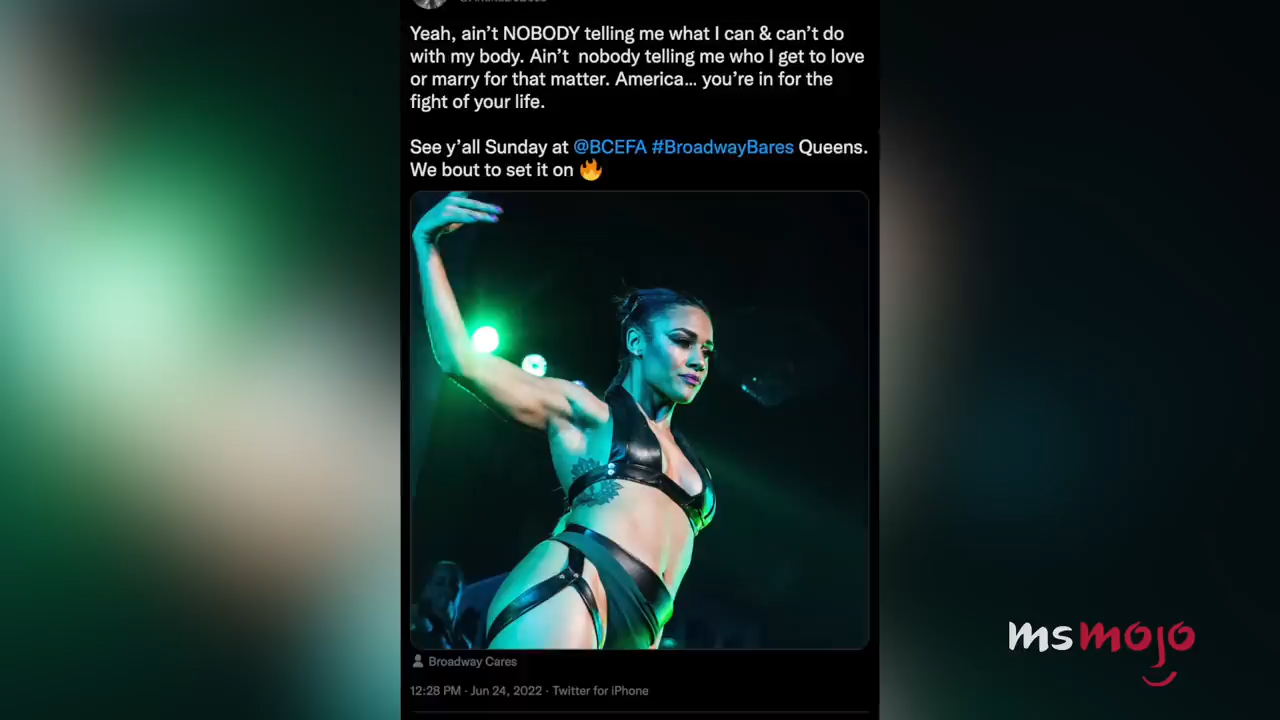 Yeah, ain’t NOBODY telling me what I can & can’t do
with my body. Ain’t  nobody telling me who I get to love
or marry for that matter. America... you’re in for the
fight of your life.
See y’all Sunday at @BCEFA #BroadwayBares Queens.
We bout to set it on 🔥
Broadway Cares
12:28 PM · Jun 24, 2022 · Twitter for iPhone
msmojo